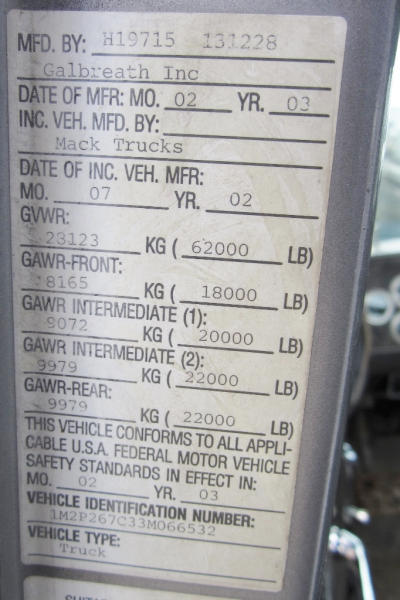 MFD. BY: H19715 131228
Galbreath Inc
DATE OF MFR: MO. 02 YR. 03
INC. VEH. MFD. BY:
Mack Trucks
DATE OF INC. VEH. MFR:
MO. 07 YR. 02
GVWR:
28123 KG ( 62000 LB)
GAWR-FRONT:
8165 KG ( 18000 LB)
GAWR INTERMEDIATE (1):
9072 KG ( 20000 LB)
GAWR INTERMEDIATE (2):
9979 KG ( 22000 LB)
GAWR-REAR:
9979 KG ( 22000 LB)
THIS VEHICLE CONFORMS TO ALL APPLI-
CABLE U.S.A. FEDERAL MOTOR VEHICLE
SAFETY STANDARDS IN EFFECT IN:
MO. 02 YR. 03
VEHICLE IDENTIFICATION NUMBER:
1M2P267C33M066532
VEHICLE TYPE:
Truck